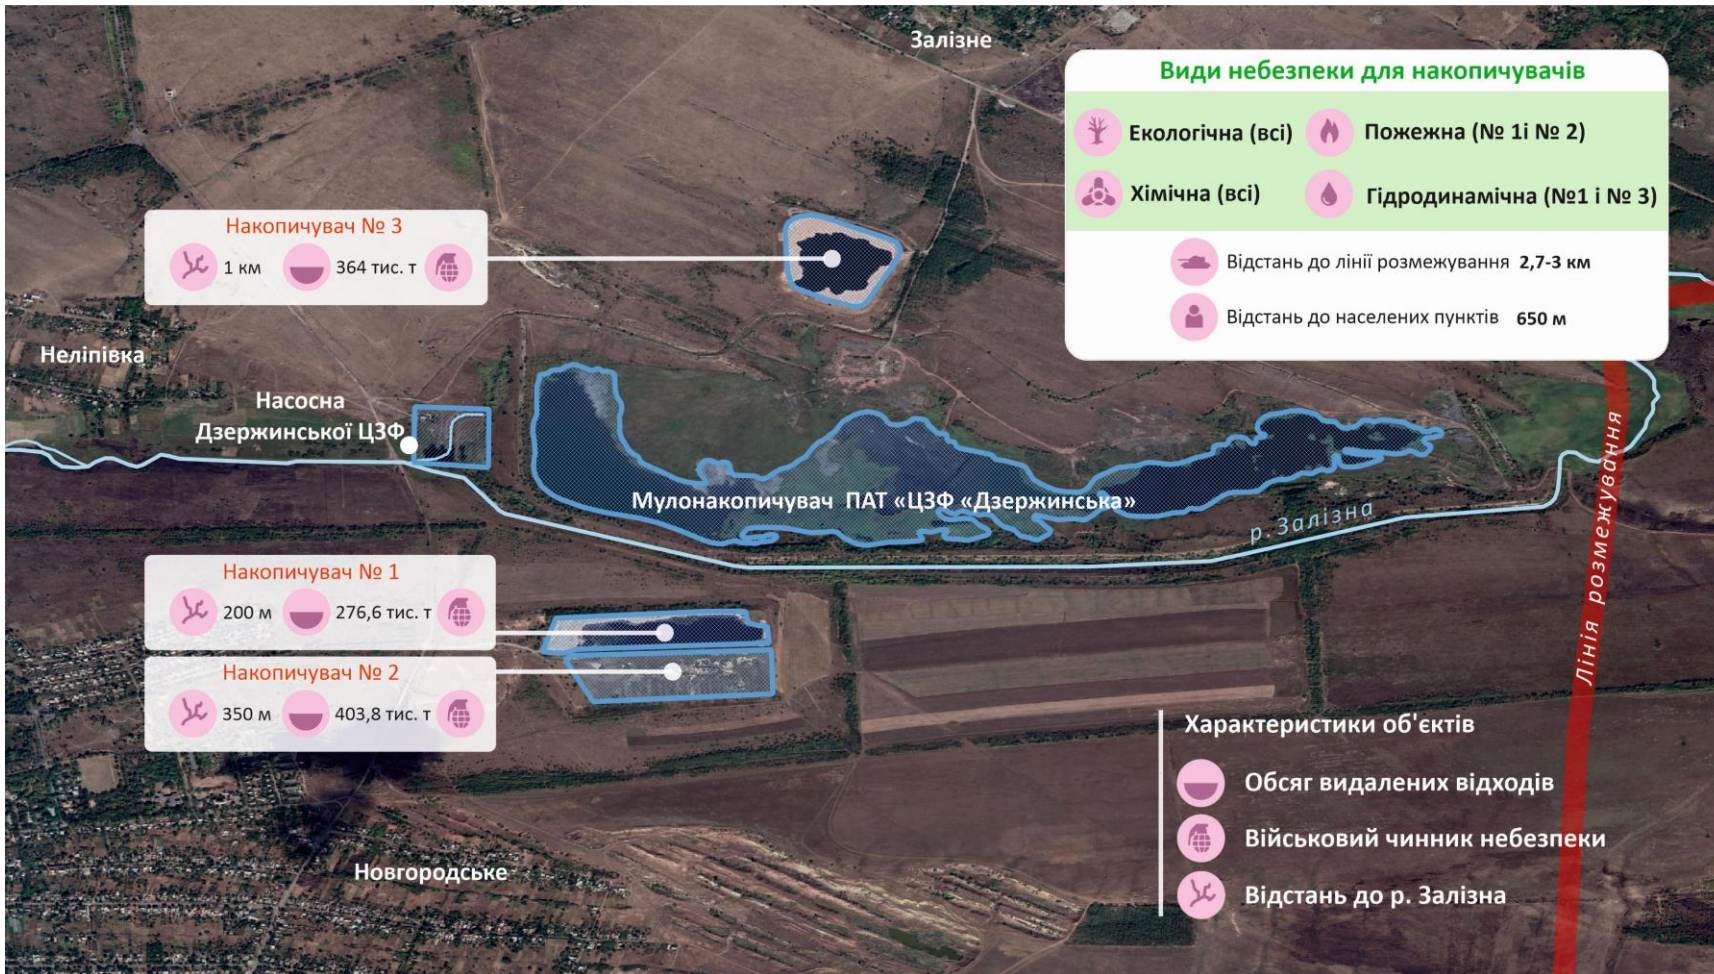 Залізне
Види небезпеки для накопичувачів
Екологічна (всі)
Пожежна (№ 1і № 2)
Хімічна (всі)
Гідродинамічна (№1 і № 3)
Відстань до лінії розмежування 2,7-3 км
Відстань до населених пунктів 650 м
Накопичувач № 3
1 км 364 тис. т
Неліпівка
Насосна
Дзержинської ЦЗФ
Мулонакопичувач ПАТ «ЦЗФ «Дзержинська»
р. Залізна
Лінія розмежування
Накопичувач № 1
200 м 276,6 тис. т
Накопичувач № 2
350 м 403,8 тис. т
Новгородське
Характеристики об'єктів
Обсяг видалених відходів
Військовий чинник небезпеки
Відстань до р. Залізна